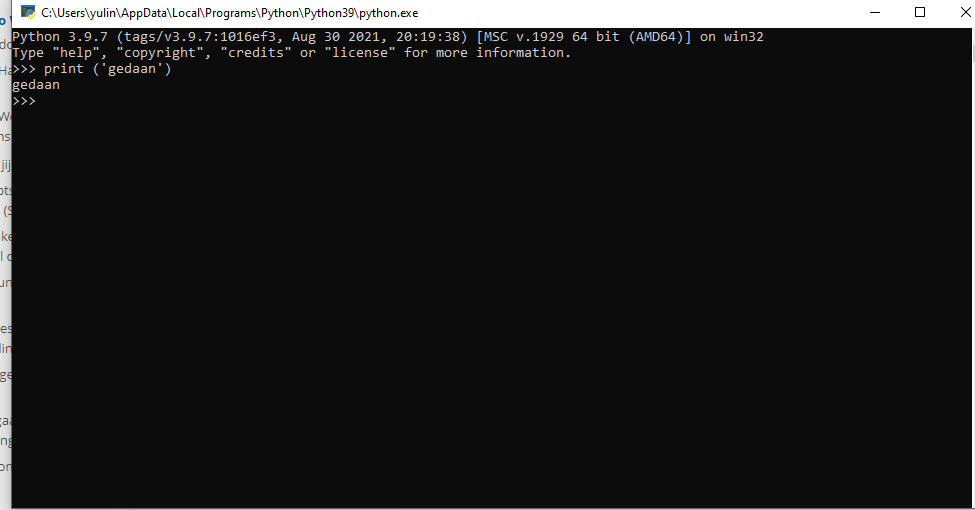 C:\Users\yulin\AppData\Local\Programs\Python\Python39\python.exe
Python 3.9.7 (tags/v3.9.7:1016ef3, Aug 30 2021, 20:19:38) [MSC v.1929 64 bit (AMD64)] on win32
Type "help", "copyright", "credits" or "license" for more information.
>>> print ('gedaan')
gedaan
>>>